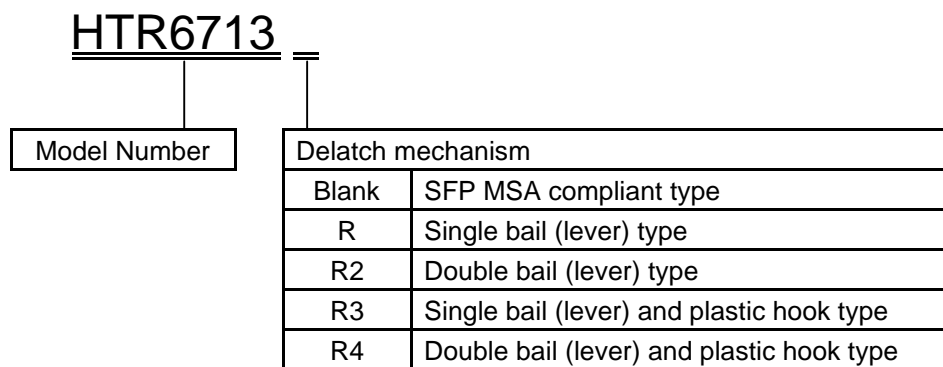 HTR6713 _
Model Number
Delatch mechanism
Blank SFP MSA compliant type
R Single bail (lever) type
R2 Double bail (lever) type
R3 Single bail (lever) and plastic hook type
R4 Double bail (lever) and plastic hook type